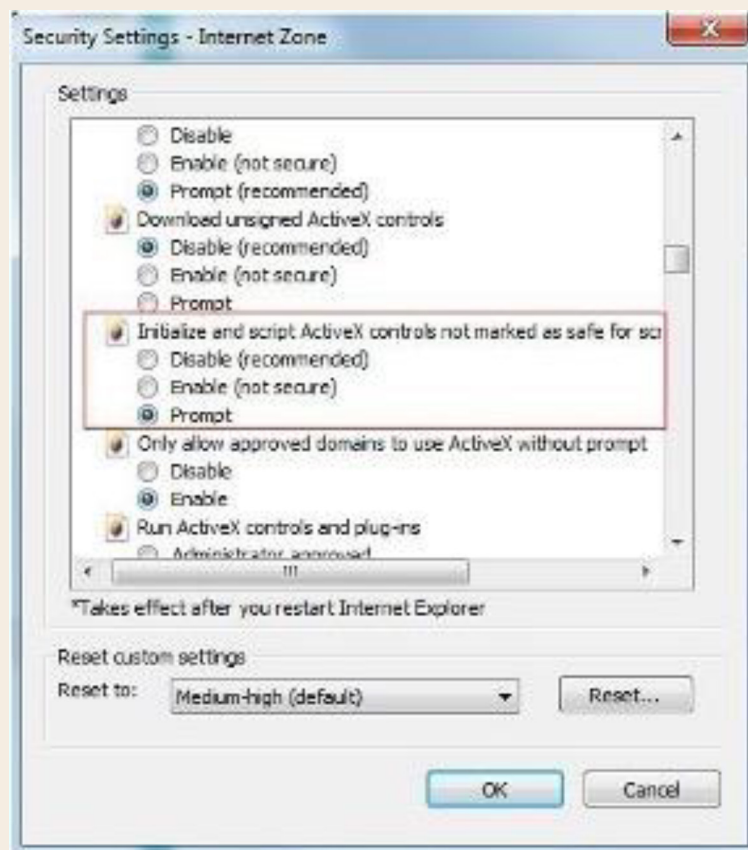 Security Settings - Internet Zone
Settings
Disable
Enable (not secure)
Prompt (recommended)
Download unsigned ActiveX controls
Disable (recommended)
Enable (not secure)
Prompt
Initialize and script ActiveX controls not marked as safe for scr
Disable (recommended)
Enable (not secure)
Prompt
Only allow approved domains to use ActiveX without prompt
Disable
Enable
Run ActiveX controls and plug-ins
Administrator approved
*Takes effect after you restart Internet Explorer
Reset custom settings
Reset to:
Medium-high (default)
Reset...
OK
Cancel